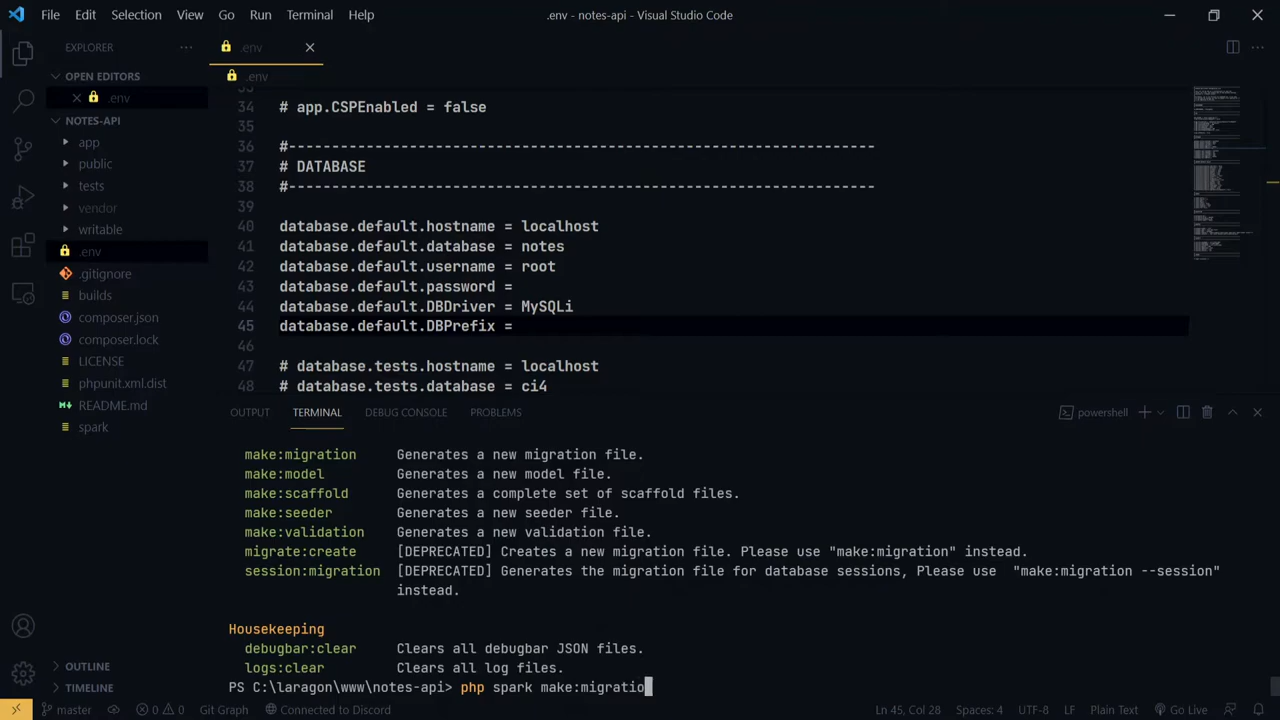 File Edit Selection View Go Run Terminal Help .env - notes-api - Visual Studio Code
EXPLORER
.env
OPEN EDITORS
.env
NOTES-API
app
public
tests
vendor
writable
.env
.gitignore
builds
composer.json
composer.lock
LICENSE
phpunit.xml.dist
README.md
spark
OUTLINE
TIMELINE
.env
34 # app.CSPEnabled = false
35
36 #--------------------------------------------------------------------
37 # DATABASE
38 #--------------------------------------------------------------------
39
40 database.default.hostname = localhost
41 database.default.database = notes
42 database.default.username = root
43 database.default.password =
44 database.default.DBDriver = MySQLi
45 database.default.DBPrefix =
46
47 # database.tests.hostname = localhost
48 # database.tests.database = ci4
OUTPUT TERMINAL DEBUG CONSOLE PROBLEMS powershell
make:migration Generates a new migration file.
make:model Generates a new model file.
make:scaffold Generates a complete set of scaffold files.
make:seeder Generates a new seeder file.
make:validation Generates a new validation file.
migrate:create [DEPRECATED] Creates a new migration file. Please use "make:migration" instead.
session:migration [DEPRECATED] Generates the migration file for database sessions, Please use "make:migration --session"
instead.
Housekeeping
debugbar:clear Clears all debugbar JSON files.
logs:clear Clears all log files.
PS C:\laragon\www\notes-api> php spark make:migratio
master 0 0 Git Graph Connected to Discord Ln 45, Col 28 Spaces: 4 UTF-8 LF Plain Text Go Live